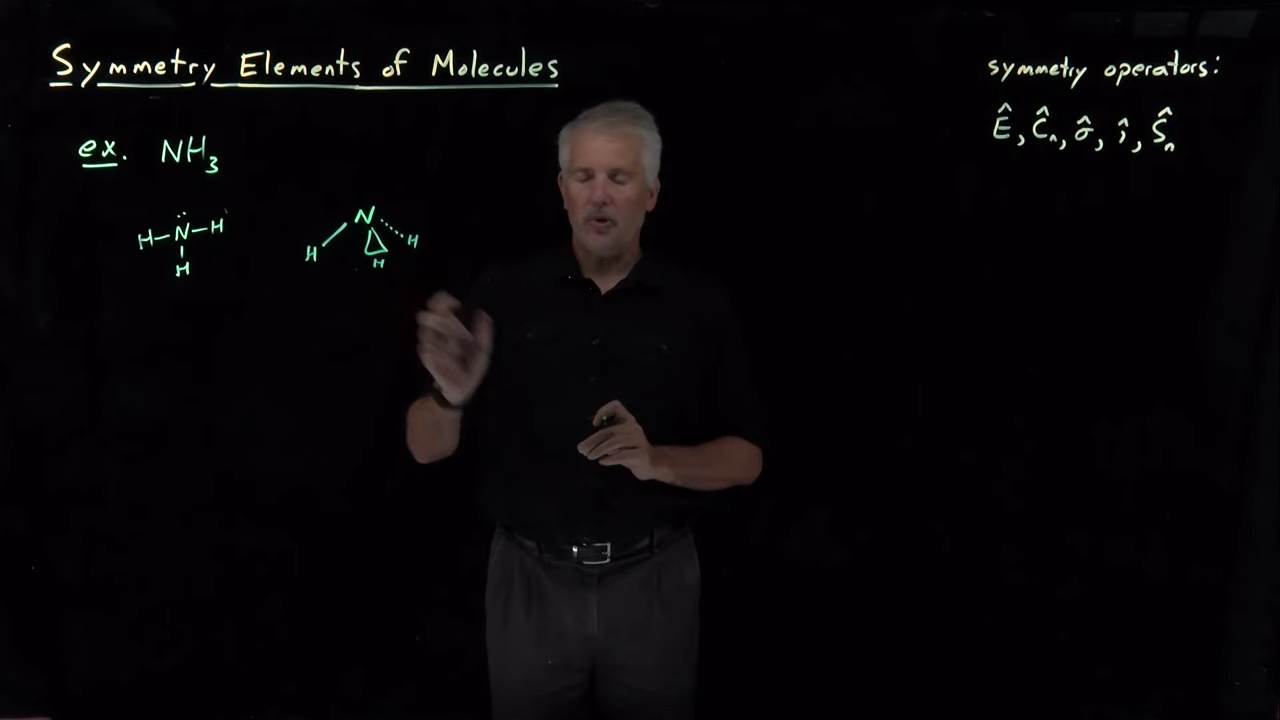 Symmetry Elements of Molecules
symmetry operators:
Ê, Ĉₙ, σ̂, î, Ŝₙ
ex. NH₃
H–N̈–H
H
N
H H
H